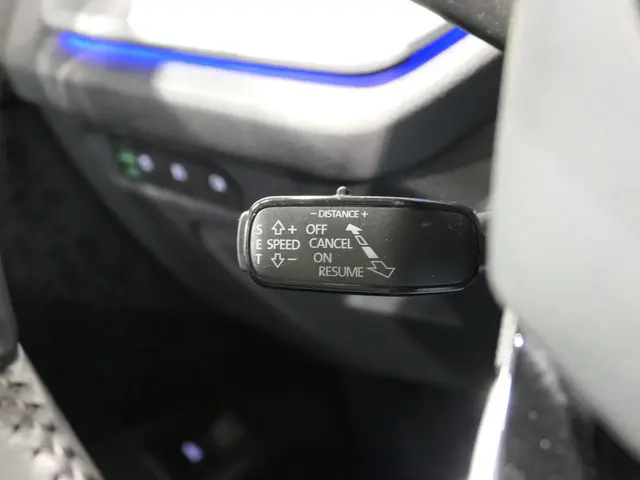 − DISTANCE +
S + OFF
E SPEED CANCEL
T − ON
RESUME